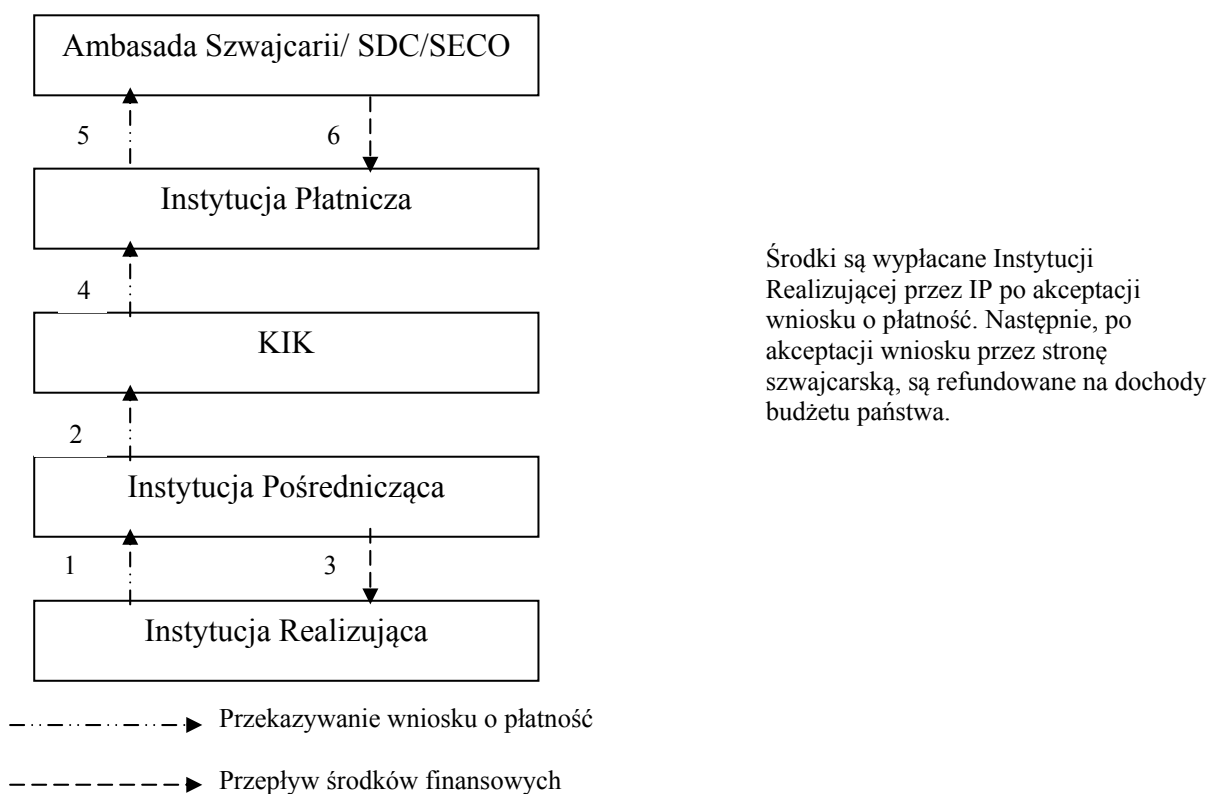 Ambasada Szwajcarii/ SDC/SECO
5
6
Instytucja Płatnicza
4
KIK
2
Instytucja Pośrednicząca
1
3
Instytucja Realizująca
Środki są wypłacane Instytucji
Realizującej przez IP po akceptacji
wniosku o płatność. Następnie, po
akceptacji wniosku przez stronę
szwajcarską, są refundowane na dochody
budżetu państwa.
Przekazywanie wniosku o płatność
Przepływ środków finansowych